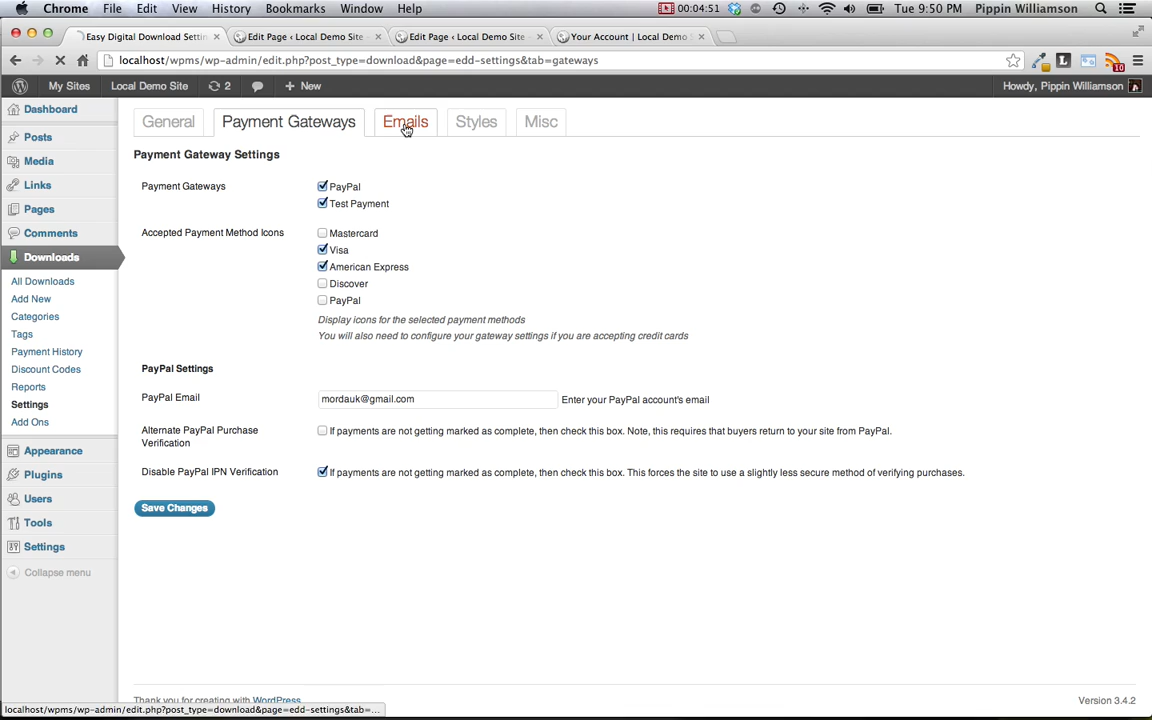 Chrome File Edit View History Bookmarks Window Help 00:04:51 Tue 9:50 PM Pippin Williamson
Easy Digital Download Setti Edit Page ‹ Local Demo Site - Edit Page ‹ Local Demo Site - Your Account | Local Demo S
localhost/wpms/wp-admin/edit.php?post_type=download&page=edd-settings&tab=gateways
L 10
My Sites Local Demo Site 2 + New Howdy, Pippin Williamson
Dashboard
Posts
Media
Links
Pages
Comments
Downloads
All Downloads
Add New
Categories
Tags
Payment History
Discount Codes
Reports
Settings
Add Ons
Appearance
Plugins
Users
Tools
Settings
Collapse menu
General Payment Gateways Emails Styles Misc
Payment Gateway Settings
Payment Gateways PayPal
Test Payment
Accepted Payment Method Icons Mastercard
Visa
American Express
Discover
PayPal
Display icons for the selected payment methods
You will also need to configure your gateway settings if you are accepting credit cards
PayPal Settings
PayPal Email mordauk@gmail.com Enter your PayPal account's email
Alternate PayPal Purchase Verification If payments are not getting marked as complete, then check this box. Note, this requires that buyers return to your site from PayPal.
Disable PayPal IPN Verification If payments are not getting marked as complete, then check this box. This forces the site to use a slightly less secure method of verifying purchases.
Save Changes
Thank you for creating with WordPress Version 3.4.2
localhost/wpms/wp-admin/edit.php?post_type=download&page=edd-settings&tab=...